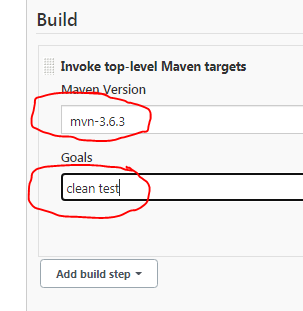 Build
Invoke top-level Maven targets
Maven Version
mvn-3.6.3
Goals
clean test
Add build step